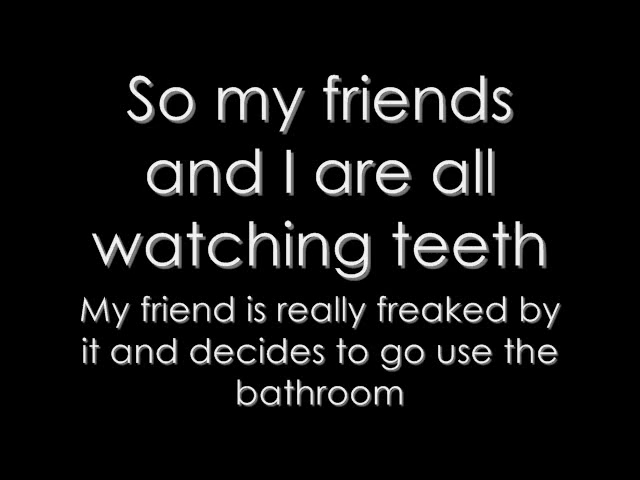 So my friends
and I are all
watching teeth
My friend is really freaked by
it and decides to go use the
bathroom